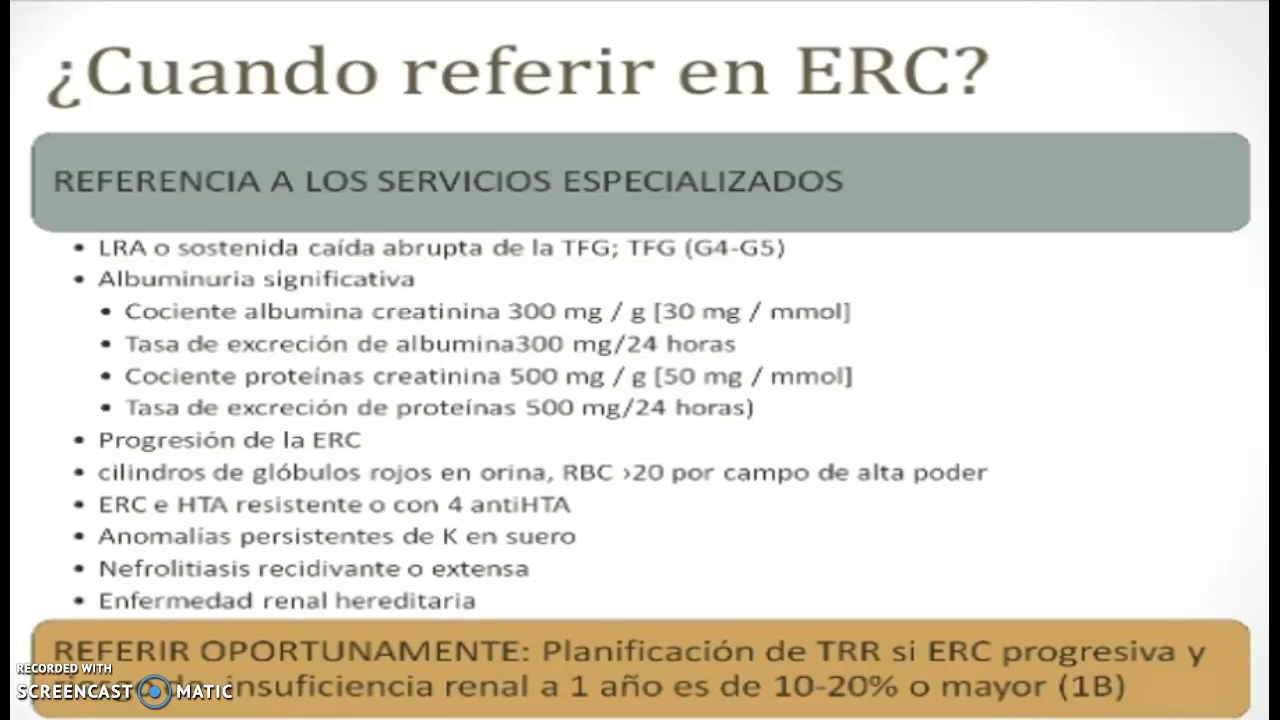 ¿Cuando referir en ERC?
REFERENCIA A LOS SERVICIOS ESPECIALIZADOS
• LRA o sostenida caída abrupta de la TFG; TFG (G4-G5)
• Albuminuria significativa
• Cociente albumina creatinina 300 mg / g [30 mg / mmol]
• Tasa de excreción de albumina300 mg/24 horas
• Cociente proteínas creatinina 500 mg / g [50 mg / mmol]
• Tasa de excreción de proteínas 500 mg/24 horas)
• Progresión de la ERC
• cilindros de glóbulos rojos en orina, RBC ›20 por campo de alta poder
• ERC e HTA resistente o con 4 antiHTA
• Anomalías persistentes de K en suero
• Nefrolitiasis recidivante o extensa
• Enfermedad renal hereditaria
REFERIR OPORTUNAMENTE: Planificación de TRR si ERC progresiva y
insuficiencia renal a 1 año es de 10-20% o mayor (1B)
RECORDED WITH
SCREENCAST MATIC